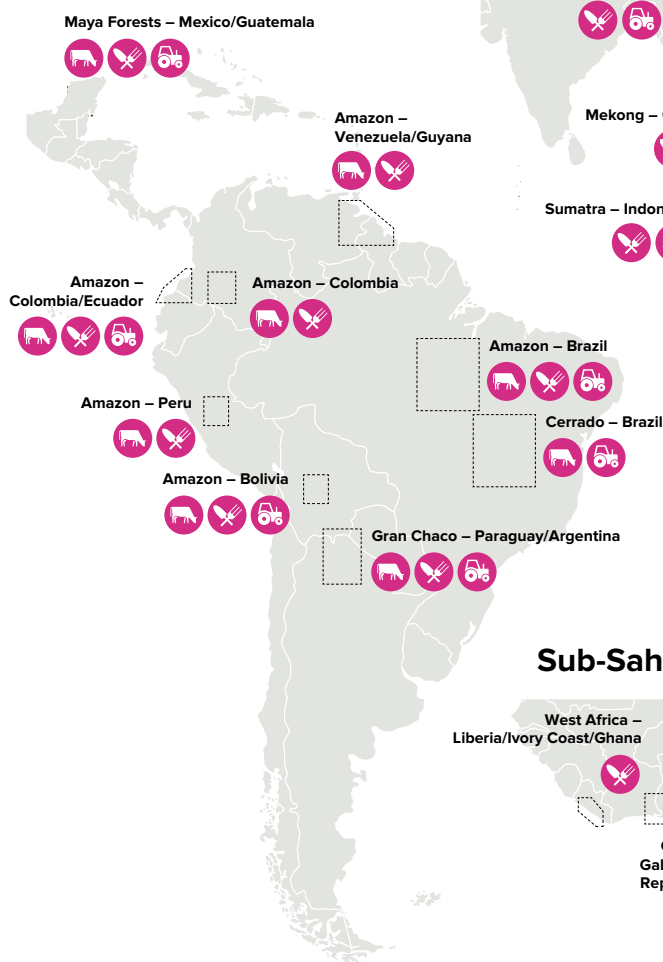 Maya Forests – Mexico/Guatemala
Amazon –
Venezuela/Guyana
Mekong –
Sumatra – Indon
Amazon –
Colombia/Ecuador
Amazon – Colombia
Amazon – Brazil
Amazon – Peru
Cerrado – Brazil
Amazon – Bolivia
Gran Chaco – Paraguay/Argentina
Sub-Sah
West Africa –
Liberia/Ivory Coast/Ghana
Gal
Rep